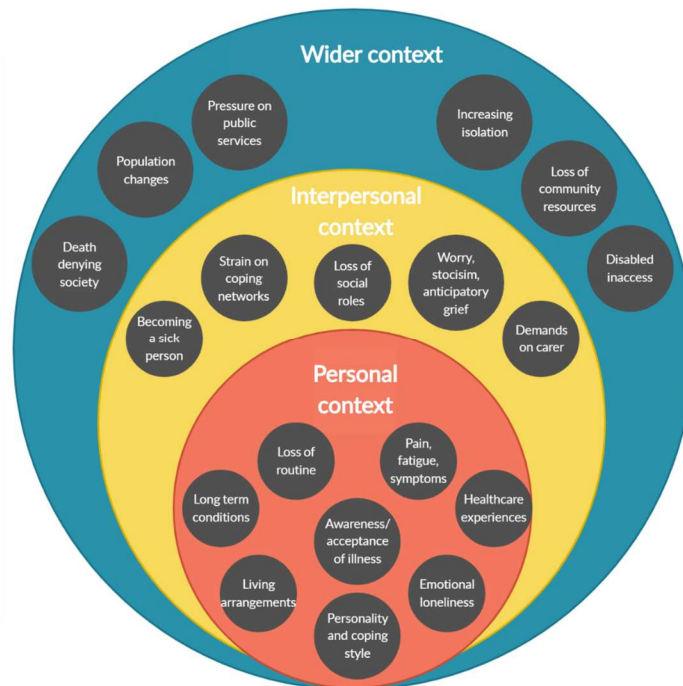 Wider context
Pressure on
public
services
Increasing
isolation
Population
changes
Loss of
community
resources
Death
denying
society
Disabled
inaccess
Interpersonal
context
Strain on
coping
networks
Loss of
social
roles
Worry,
stocisim,
anticipatory
grief
Becoming
a sick
person
Demands
on carer
Personal
context
Loss of
routine
Pain,
fatigue,
symptoms
Long term
conditions
Healthcare
experiences
Awareness/
acceptance
of illness
Living
arrangements
Emotional
loneliness
Personality
and coping
style